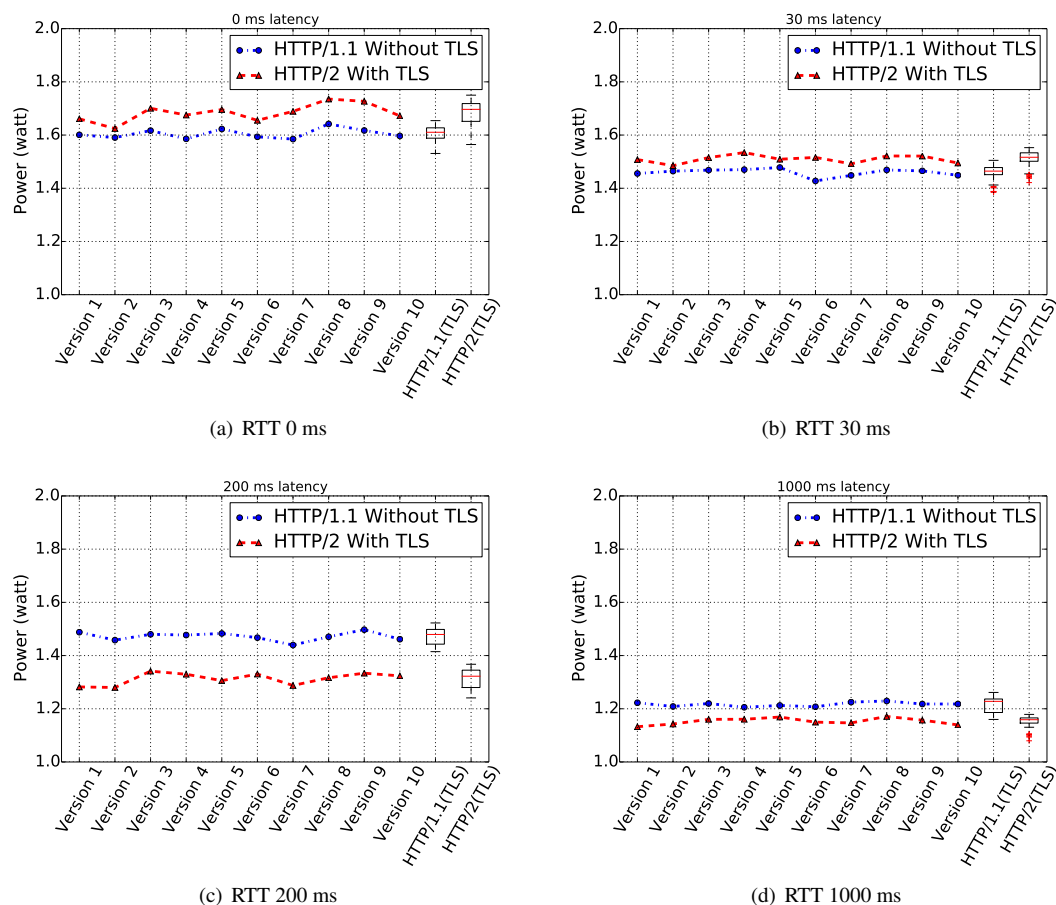 0 ms latency
2.0
1.8
1.6
1.4
1.2
1.0
Power (watt)
HTTP/1.1 Without TLS
HTTP/2 With TLS
Version 1
Version 2
Version 3
Version 4
Version 5
Version 6
Version 7
Version 8
Version 9
Version 10
HTTP/1.1(TLS)
HTTP/2(TLS)
(a) RTT 0 ms
30 ms latency
2.0
1.8
1.6
1.4
1.2
1.0
Power (watt)
HTTP/1.1 Without TLS
HTTP/2 With TLS
Version 1
Version 2
Version 3
Version 4
Version 5
Version 6
Version 7
Version 8
Version 9
Version 10
HTTP/1.1(TLS)
HTTP/2(TLS)
(b) RTT 30 ms
200 ms latency
2.0
1.8
1.6
1.4
1.2
1.0
Power (watt)
HTTP/1.1 Without TLS
HTTP/2 With TLS
Version 1
Version 2
Version 3
Version 4
Version 5
Version 6
Version 7
Version 8
Version 9
Version 10
HTTP/1.1(TLS)
HTTP/2(TLS)
(c) RTT 200 ms
1000 ms latency
2.0
1.8
1.6
1.4
1.2
1.0
Power (watt)
HTTP/1.1 Without TLS
HTTP/2 With TLS
Version 1
Version 2
Version 3
Version 4
Version 5
Version 6
Version 7
Version 8
Version 9
Version 10
HTTP/1.1(TLS)
HTTP/2(TLS)
(d) RTT 1000 ms